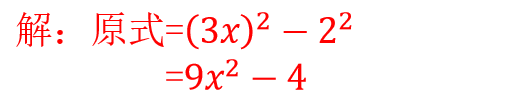 解：原式=(3x)² − 2²
=9x² − 4